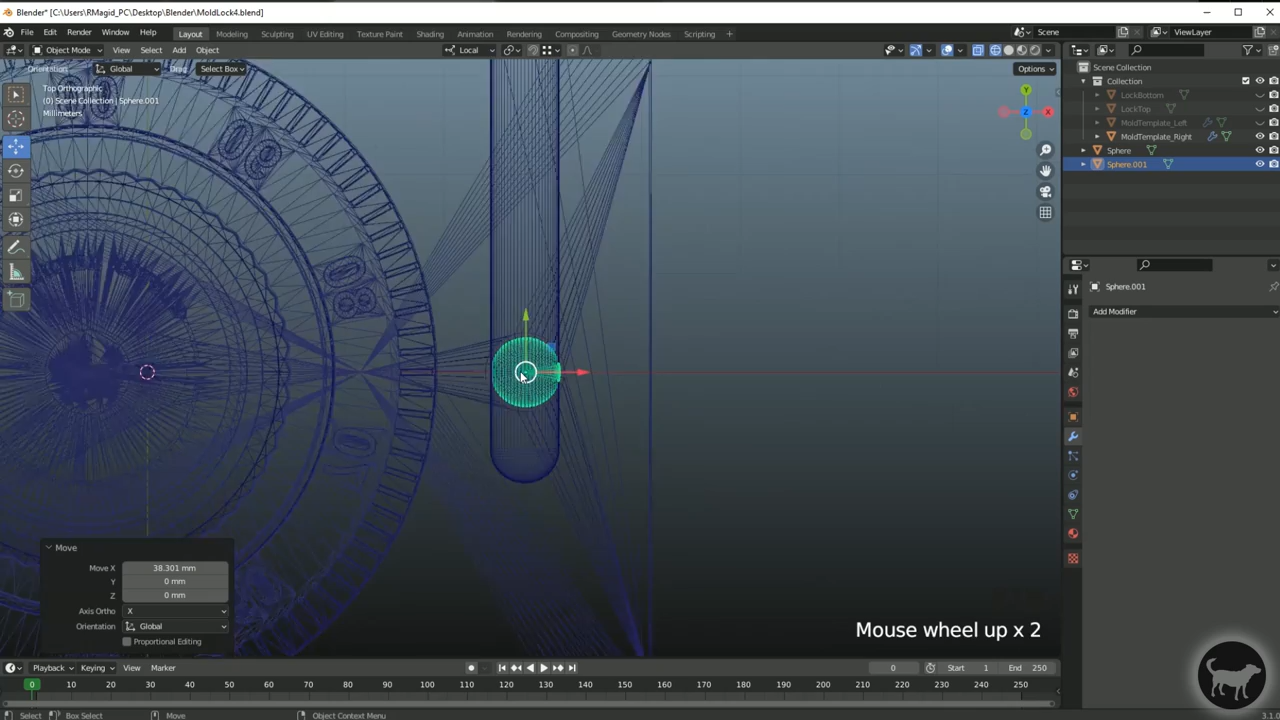 Blender* [C:\Users\RMagid_PC\Desktop\Blender\MoldLock4.blend]
File Edit Render Window Help Layout Modeling Sculpting UV Editing Texture Paint Shading Animation Rendering Compositing Geometry Nodes Scripting Scene ViewLayer
Object Mode View Select Add Object Local
Orientation: Global Drag: Select Box Options
Top Orthographic
(0) Scene Collection | Sphere.001
Millimeters
Y
Z
X
Scene Collection
Collection
LockBottom
LockTop
MoldTemplate_Left
MoldTemplate_Right
Sphere
Sphere.001
Sphere.001
Add Modifier
Move
Move X 38.301 mm
Y 0 mm
Z 0 mm
Axis Ortho X
Orientation Global
Proportional Editing
Mouse wheel up x 2
Playback Keying View Marker 0 Start 1 End 250
0 10 20 30 40 50 60 70 80 90 100 110 120 130 140 150 160 170 180 190 200 210 220 230 240 250
Select Box Select Move Object Context Menu 3.1.0